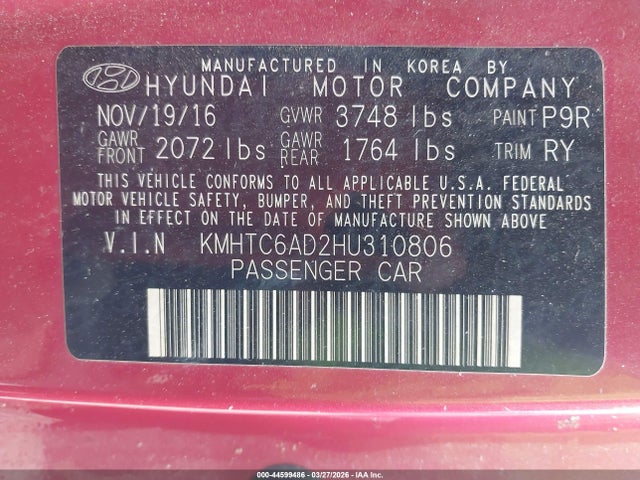 MANUFACTURED IN KOREA BY
HYUNDAI MOTOR COMPANY
NOV/19/16 GVWR 3748 lbs PAINT P9R
GAWR FRONT 2072 lbs GAWR REAR 1764 lbs TRIM RY
THIS VEHICLE CONFORMS TO ALL APPLICABLE U.S.A. FEDERAL
MOTOR VEHICLE SAFETY, BUMPER, AND THEFT PREVENTION STANDARDS
IN EFFECT ON THE DATE OF MANUFACTURE SHOWN ABOVE
V.I.N KMHTC6AD2HU310806
PASSENGER CAR
000-44599486 | 03/27/2026 - IAA Inc.